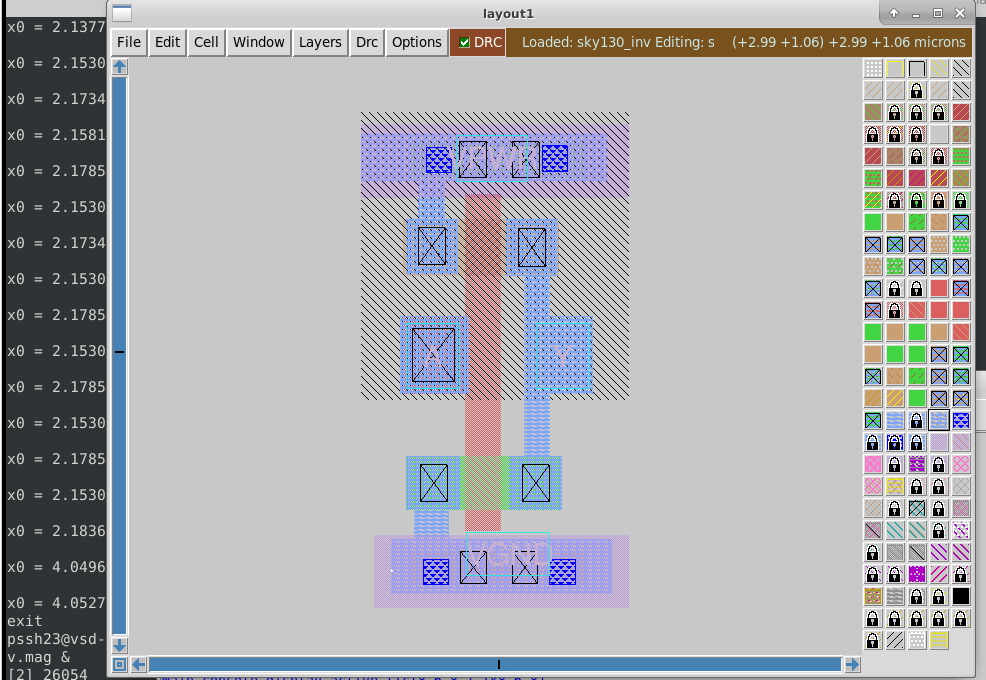 layout1
File Edit Cell Window Layers Drc Options DRC Loaded: sky130_inv Editing: s (+2.99 +1.06) +2.99 +1.06 microns
x0 = 2.1377
x0 = 2.1530
x0 = 2.1734
x0 = 2.1581
x0 = 2.1785
x0 = 2.1530
x0 = 2.1734
x0 = 2.1530
x0 = 2.1785
x0 = 2.1530
x0 = 2.1785
x0 = 2.1530
x0 = 2.1785
x0 = 2.1530
x0 = 2.1836
x0 = 4.0496
x0 = 4.0527
exit
pssh23@vsd-
v.mag &
[2] 26054
A
Y
GND